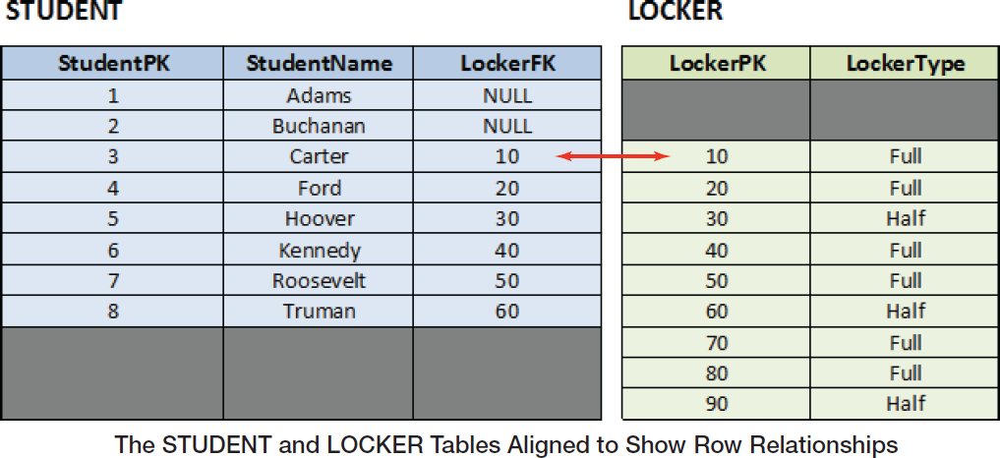 STUDENT LOCKER
StudentPK StudentName LockerFK LockerPK LockerType
1 Adams NULL
2 Buchanan NULL
3 Carter 10 10 Full
4 Ford 20 20 Full
5 Hoover 30 30 Half
6 Kennedy 40 40 Full
7 Roosevelt 50 50 Full
8 Truman 60 60 Half
70 Full
80 Full
90 Half
The STUDENT and LOCKER Tables Aligned to Show Row Relationships